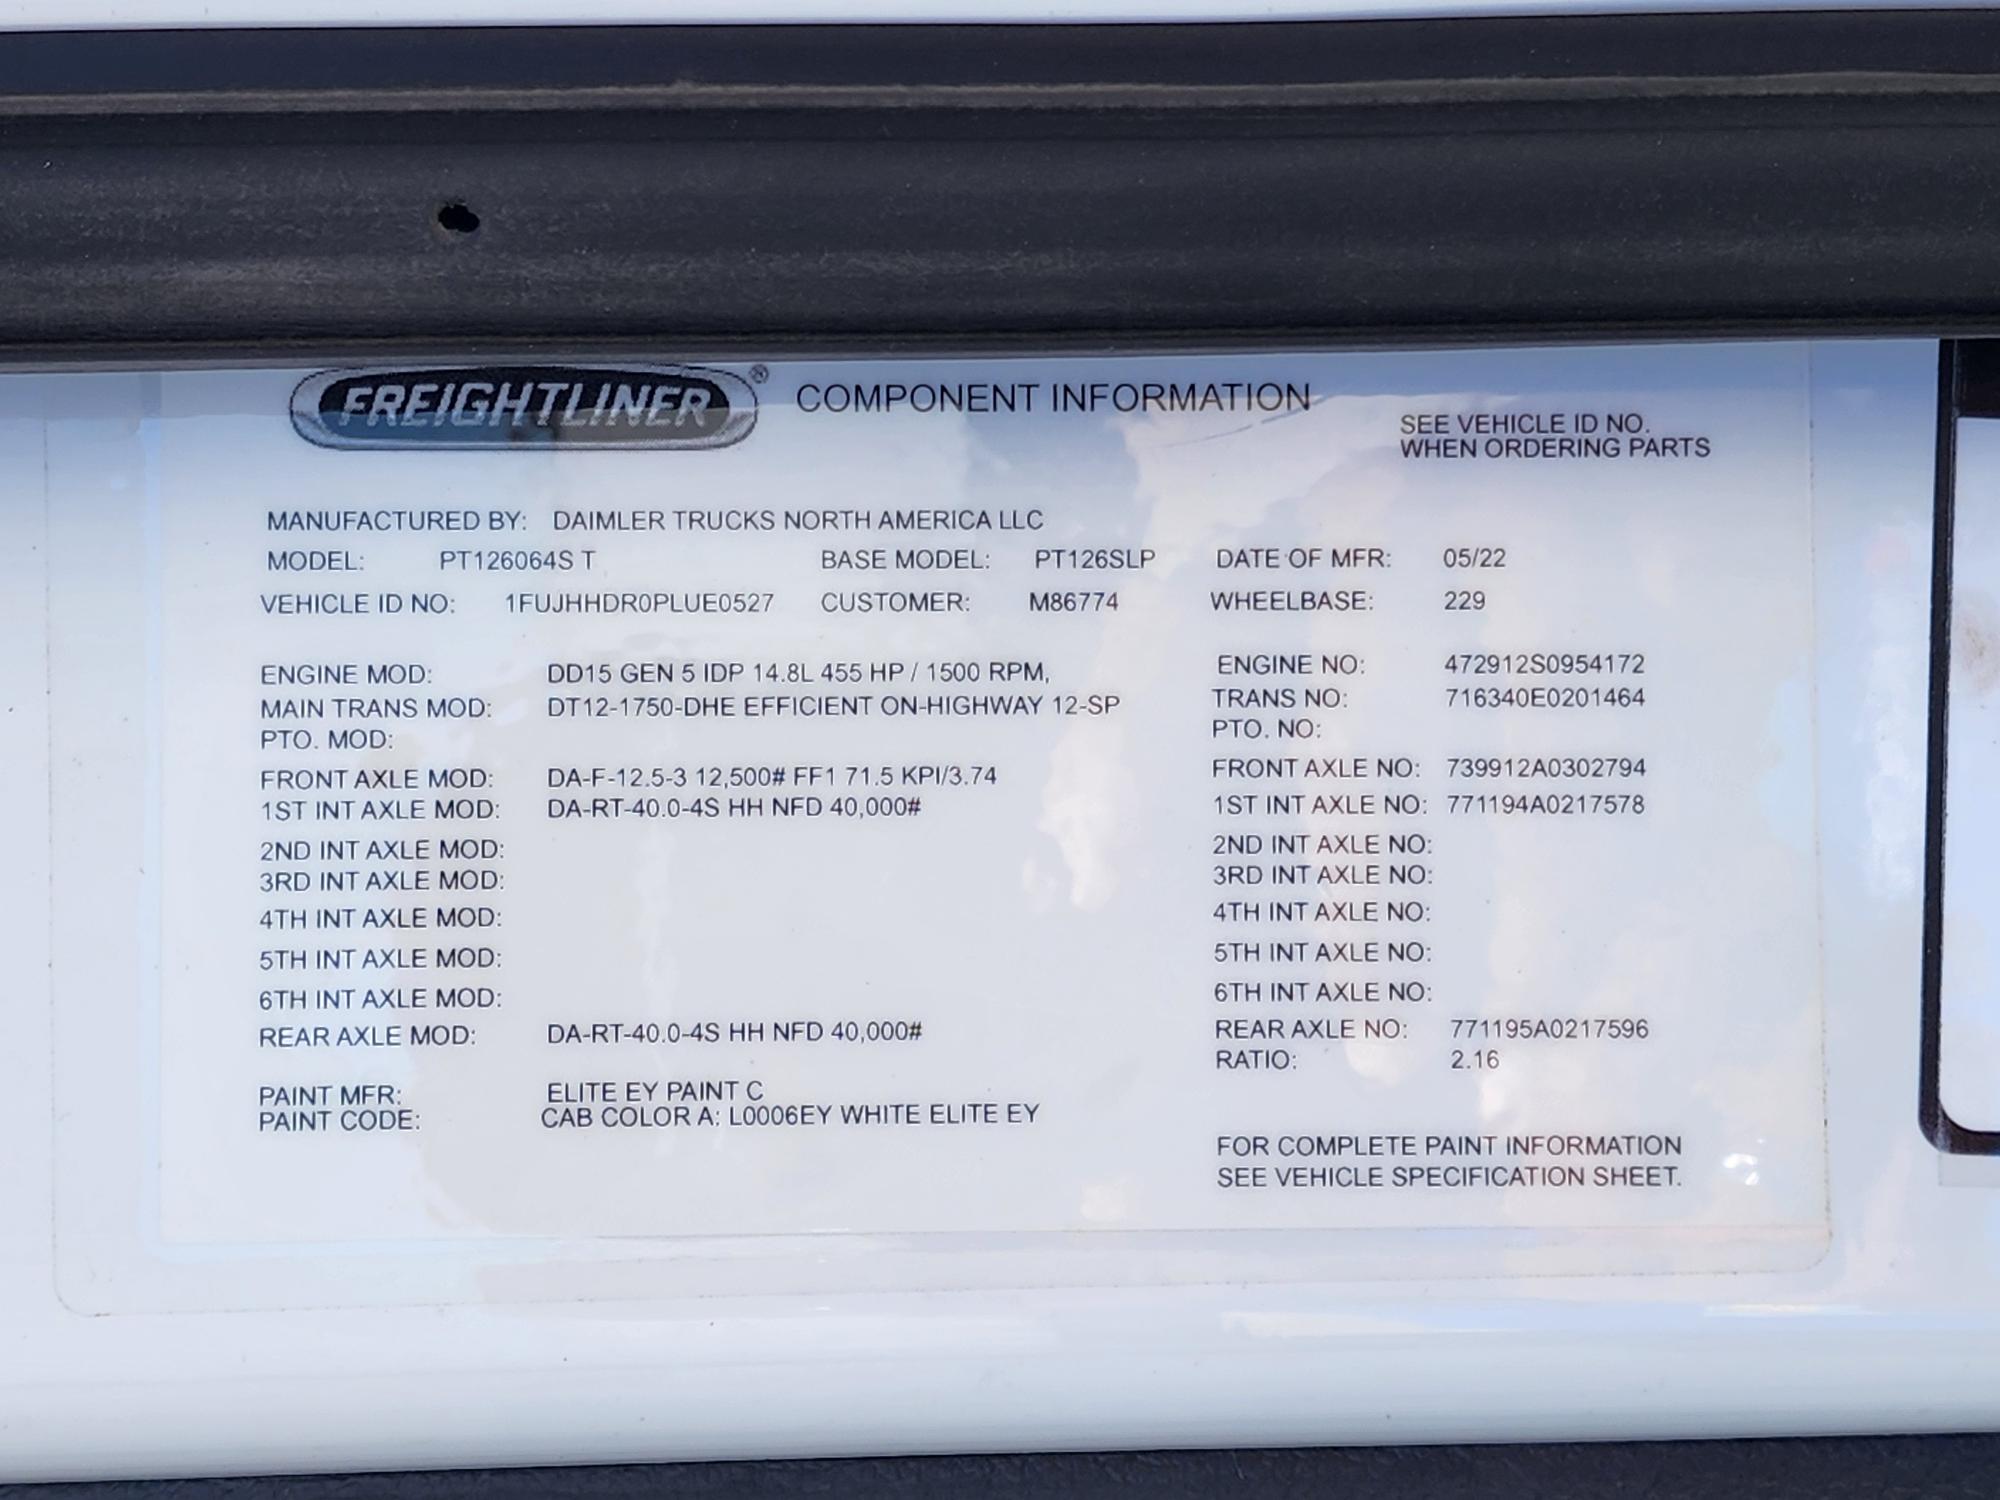 FREIGHTLINER® COMPONENT INFORMATION
SEE VEHICLE ID NO.
WHEN ORDERING PARTS
MANUFACTURED BY: DAIMLER TRUCKS NORTH AMERICA LLC
MODEL: PT126064S T BASE MODEL: PT126SLP DATE OF MFR: 05/22
VEHICLE ID NO: 1FUJHHDR0PLUE0527 CUSTOMER: M86774 WHEELBASE: 229
ENGINE MOD: DD15 GEN 5 IDP 14.8L 455 HP / 1500 RPM, ENGINE NO: 472912S0954172
MAIN TRANS MOD: DT12-1750-DHE EFFICIENT ON-HIGHWAY 12-SP TRANS NO: 716340E0201464
PTO. MOD: PTO. NO:
FRONT AXLE MOD: DA-F-12.5-3 12,500# FF1 71.5 KPI/3.74 FRONT AXLE NO: 739912A0302794
1ST INT AXLE MOD: DA-RT-40.0-4S HH NFD 40,000# 1ST INT AXLE NO: 771194A0217578
2ND INT AXLE MOD: 2ND INT AXLE NO:
3RD INT AXLE MOD: 3RD INT AXLE NO:
4TH INT AXLE MOD: 4TH INT AXLE NO:
5TH INT AXLE MOD: 5TH INT AXLE NO:
6TH INT AXLE MOD: 6TH INT AXLE NO:
REAR AXLE MOD: DA-RT-40.0-4S HH NFD 40,000# REAR AXLE NO: 771195A0217596
RATIO: 2.16
PAINT MFR: ELITE EY PAINT C
PAINT CODE: CAB COLOR A: L0006EY WHITE ELITE EY
FOR COMPLETE PAINT INFORMATION
SEE VEHICLE SPECIFICATION SHEET.